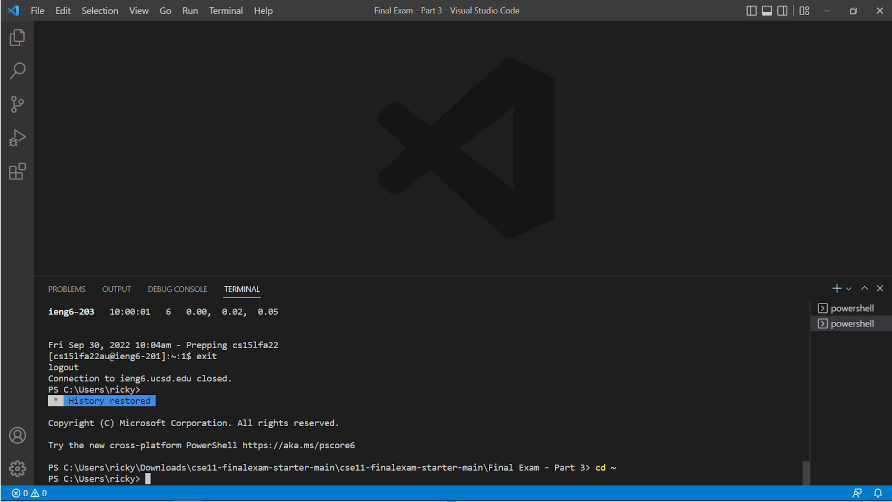 File Edit Selection View Go Run Terminal Help
Final Exam - Part 3 - Visual Studio Code
PROBLEMS OUTPUT DEBUG CONSOLE TERMINAL
powershell
powershell
ieng6-203 10:00:01 6 0.00, 0.02, 0.05
Fri Sep 30, 2022 10:04am - Prepping cs15lfa22
[cs15lfa22au@ieng6-201]:~:1$ exit
logout
Connection to ieng6.ucsd.edu closed.
PS C:\Users\ricky>
* History restored
Copyright (C) Microsoft Corporation. All rights reserved.
Try the new cross-platform PowerShell https://aka.ms/pscore6
PS C:\Users\ricky\Downloads\cse11-finalexam-starter-main\cse11-finalexam-starter-main\Final Exam - Part 3> cd ~
PS C:\Users\ricky>
0 0